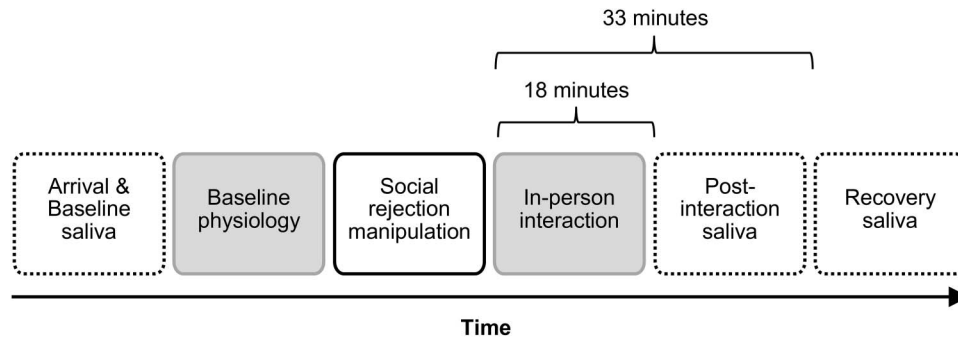 33 minutes
18 minutes
Arrival &
Baseline
saliva
Baseline
physiology
Social
rejection
manipulation
In-person
interaction
Post-
interaction
saliva
Recovery
saliva
Time